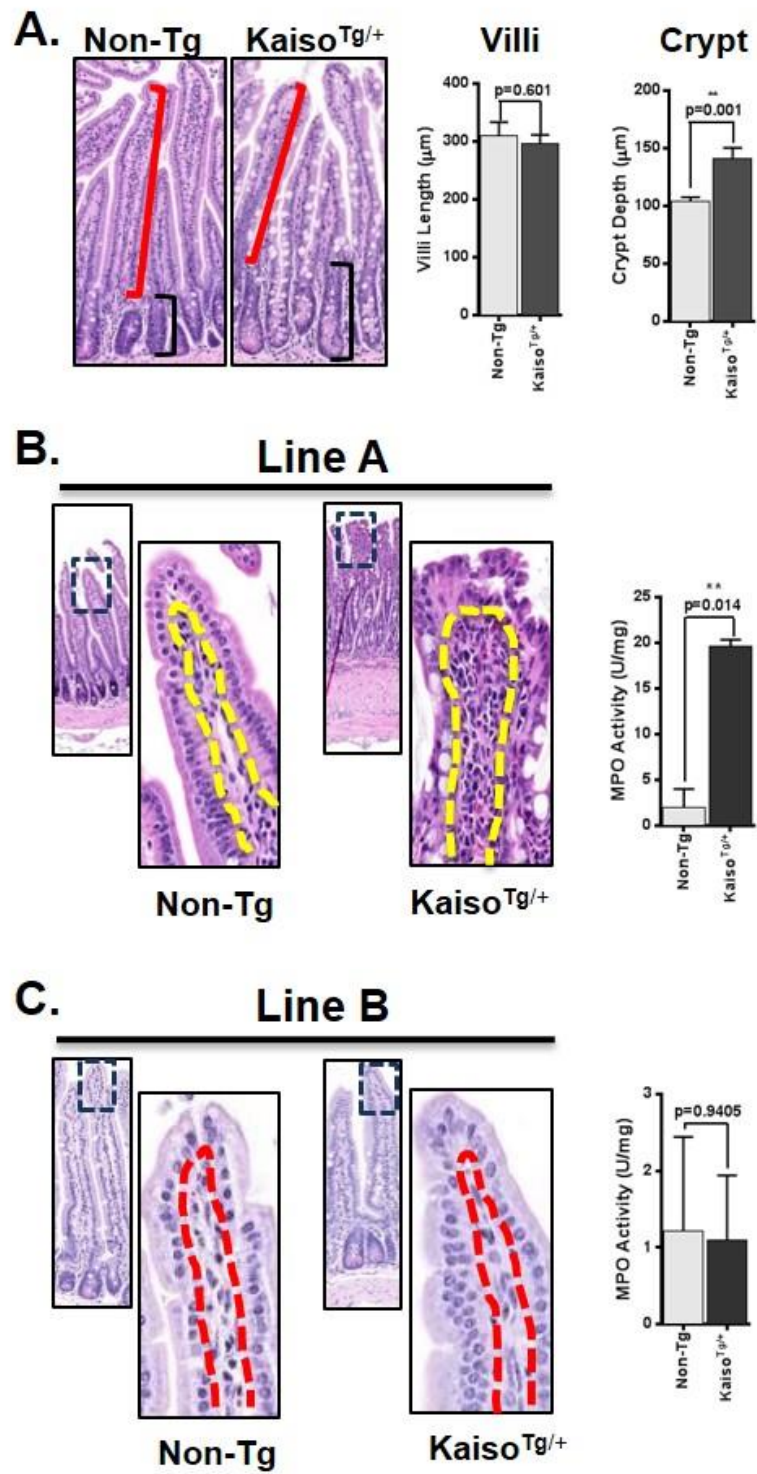 A.
Non-Tg
Kaiso Tg/+
Villi
Crypt
400
300
200
100
0
Villi Length (µm)
p=0.601
Non-Tg
Kaiso Tg/+
200
150
100
50
0
Crypt Depth (µm)
**
p=0.001
Non-Tg
Kaiso Tg/+
B.
Line A
Non-Tg
Kaiso Tg/+
25
20
15
10
5
0
MPO Activity (U/mg)
**
p=0.014
Non-Tg
Kaiso Tg/+
C.
Line B
Non-Tg
Kaiso Tg/+
3
2
1
0
MPO Activity (U/mg)
p=0.9405
Non-Tg
Kaiso Tg/+